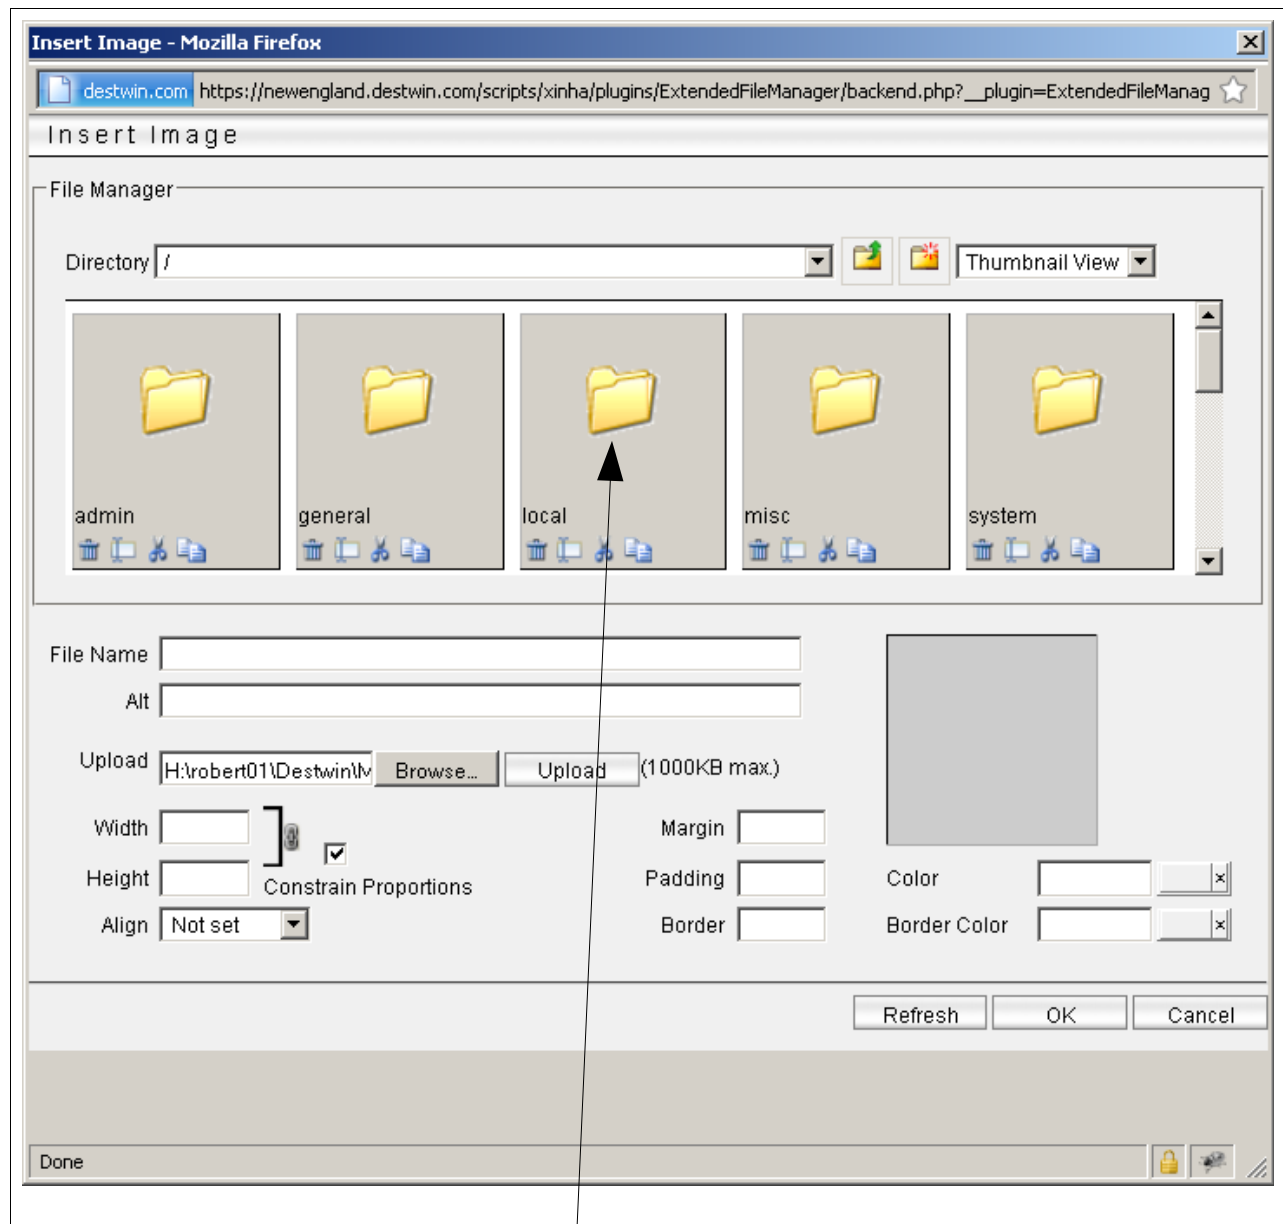 Insert Image - Mozilla Firefox
destwin.com https://newengland.destwin.com/scripts/xinha/plugins/ExtendedFileManager/backend.php?__plugin=ExtendedFileManag
Insert Image
File Manager
Directory / Thumbnail View
admin general local misc system
File Name
Alt
Upload H:\robert01\Destwin\M Browse... Upload (1000KB max.)
Width Margin
Height Constrain Proportions Padding Color
Align Not set Border Border Color
Refresh OK Cancel
Done